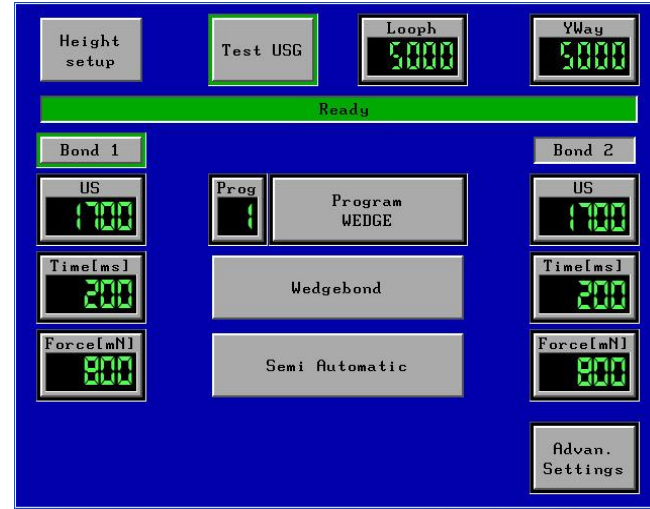 Height
setup
Test USG
Looph
5000
YWay
5000
Ready
Bond 1
Bond 2
US
1700
Prog
1
Program
WEDGE
US
1700
Time[ms]
200
Wedgebond
Time[ms]
200
Force[mN]
800
Semi Automatic
Force[mN]
800
Advan.
Settings